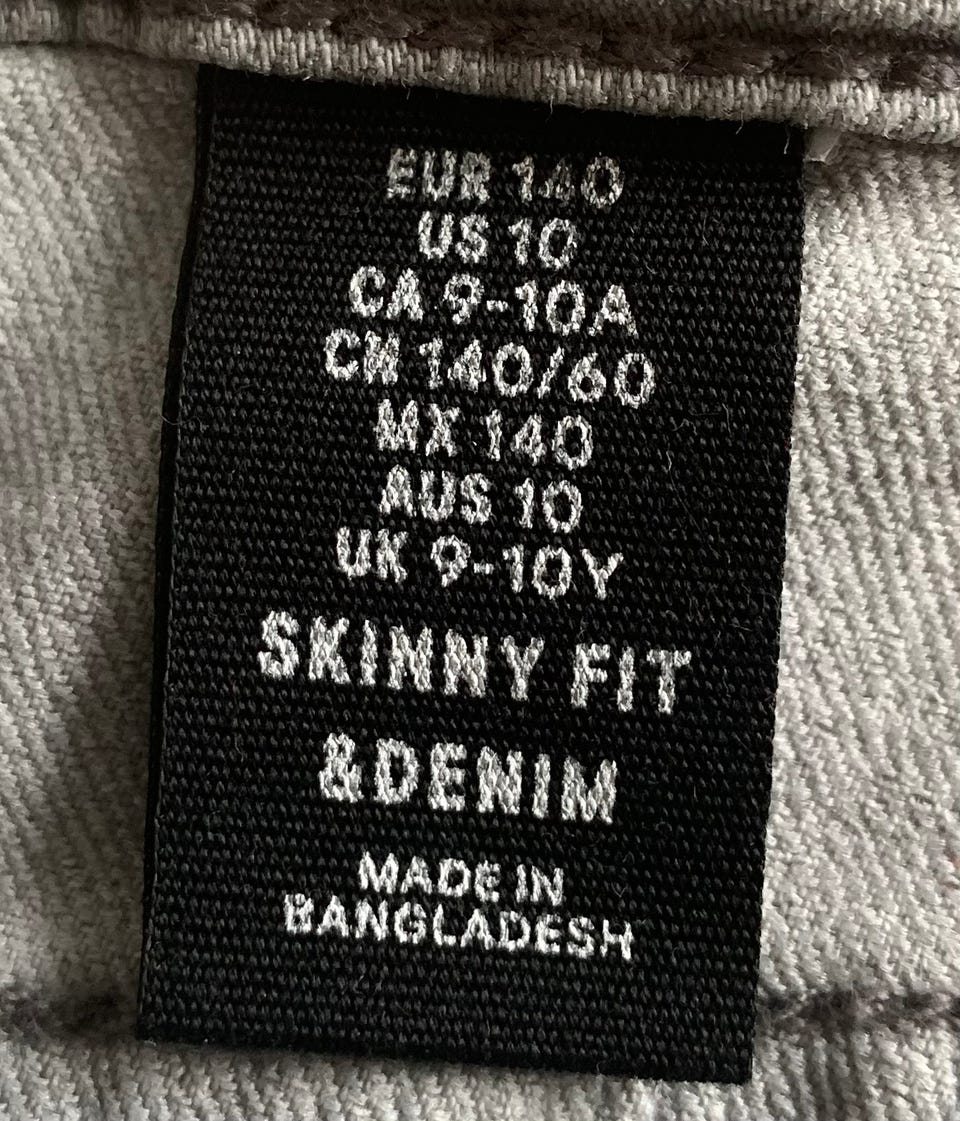 EUR 140
US 10
CA 9-10A
CN 140/60
MX 140
AUS 10
UK 9-10Y
SKINNY FIT
&DENIM
MADE IN
BANGLADESH